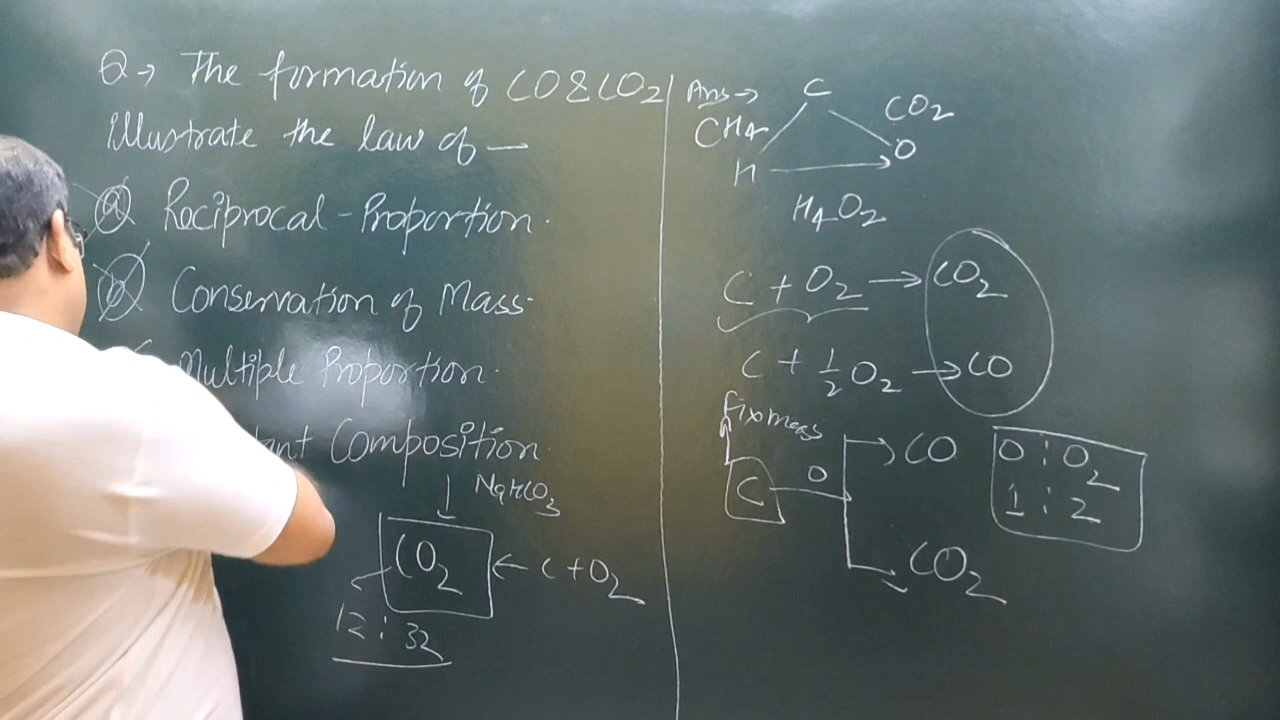 Q→ The formation of CO & CO2
illustrate the law of —
(a) Reciprocal - Proportion.
(b) Conservation of Mass.
Multiple Proportion.
Composition.
NaHCO3
CO2 ← C + O2
12 : 32
Ans→
C
CH4
CO2
H → O
H4O2
C + O2 → CO2
C + 1/2 O2 → CO
fix mass
C O
CO
CO2
O : O2
1 : 2